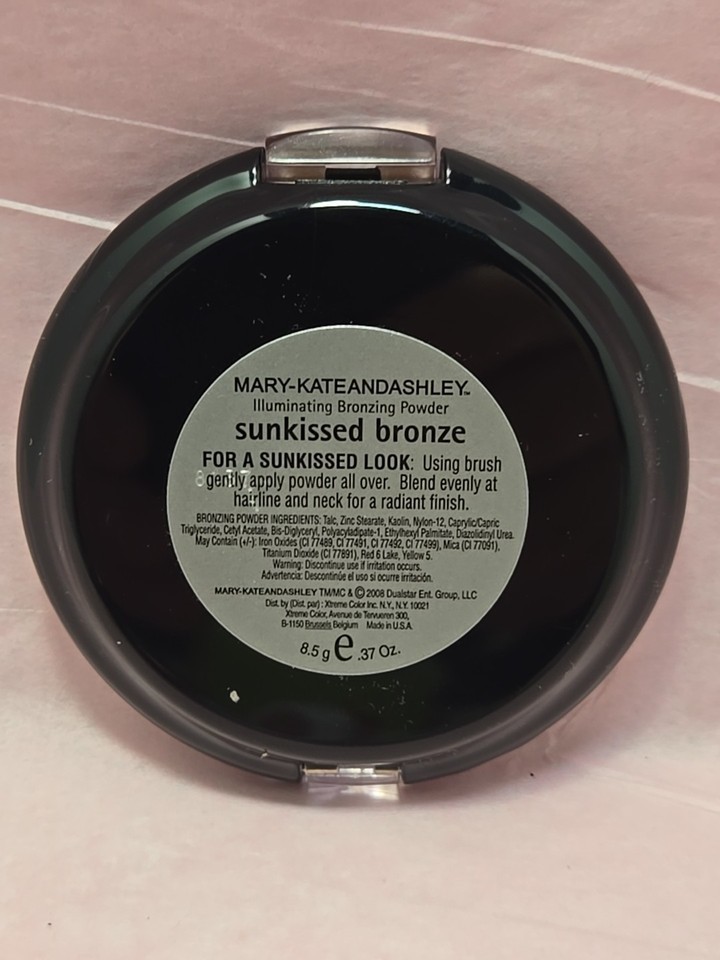 MARY-KATEANDASHLEY™
Illuminating Bronzing Powder
sunkissed bronze
FOR A SUNKISSED LOOK: Using brush
gently apply powder all over. Blend evenly at
hairline and neck for a radiant finish.
BRONZING POWDER INGREDIENTS: Talc, Zinc Stearate, Kaolin, Nylon-12, Caprylic/Capric
Triglyceride, Cetyl Acetate, Bis-Diglyceryl, Polyacyladipate-1, Ethylhexyl Palmitate, Diazolidinyl Urea.
May Contain (+/-): Iron Oxides (CI 77489, CI 77491, CI 77492, CI 77499), Mica (CI 77091),
Titanium Dioxide (CI 77891), Red 6 Lake, Yellow 5.
Warning: Discontinue use if irritation occurs.
Advertencia: Descontinúe el uso si ocurre irritación.
MARY-KATEANDASHLEY TM/MC & © 2008 Dualstar Ent. Group, LLC
Dist. by (Dist. par) : Xtreme Color Inc. N.Y., N.Y. 10021
Xtreme Color, Avenue de Tervueren 300,
B-1150 Brussels Belgium Made in U.S.A.
8.5 g e .37 Oz.